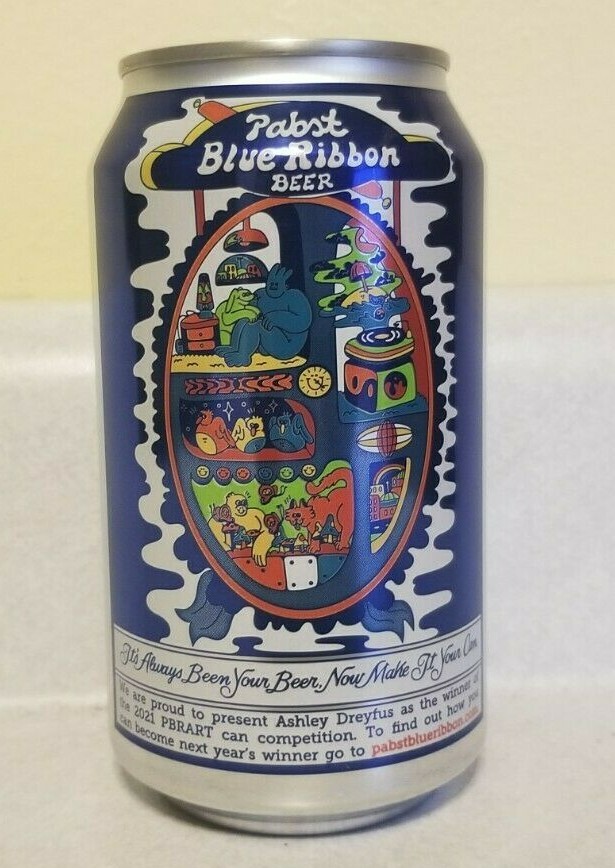 Pabst
Blue Ribbon
BEER
It's Always Been Your Beer. Now Make It Your Can
We are proud to present Ashley Dreyfus as the winner of
the 2021 PBRART can competition. To find out how you
can become next year's winner go to pabstblueribbon.com